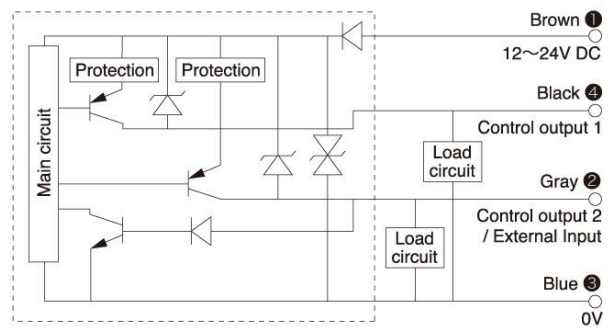 Brown ❶
12～24V DC
Protection
Protection
Black ❹
Control output 1
Main circuit
Load
circuit
Gray ❷
Control output 2
/ External Input
Load
circuit
Blue ❸
0V